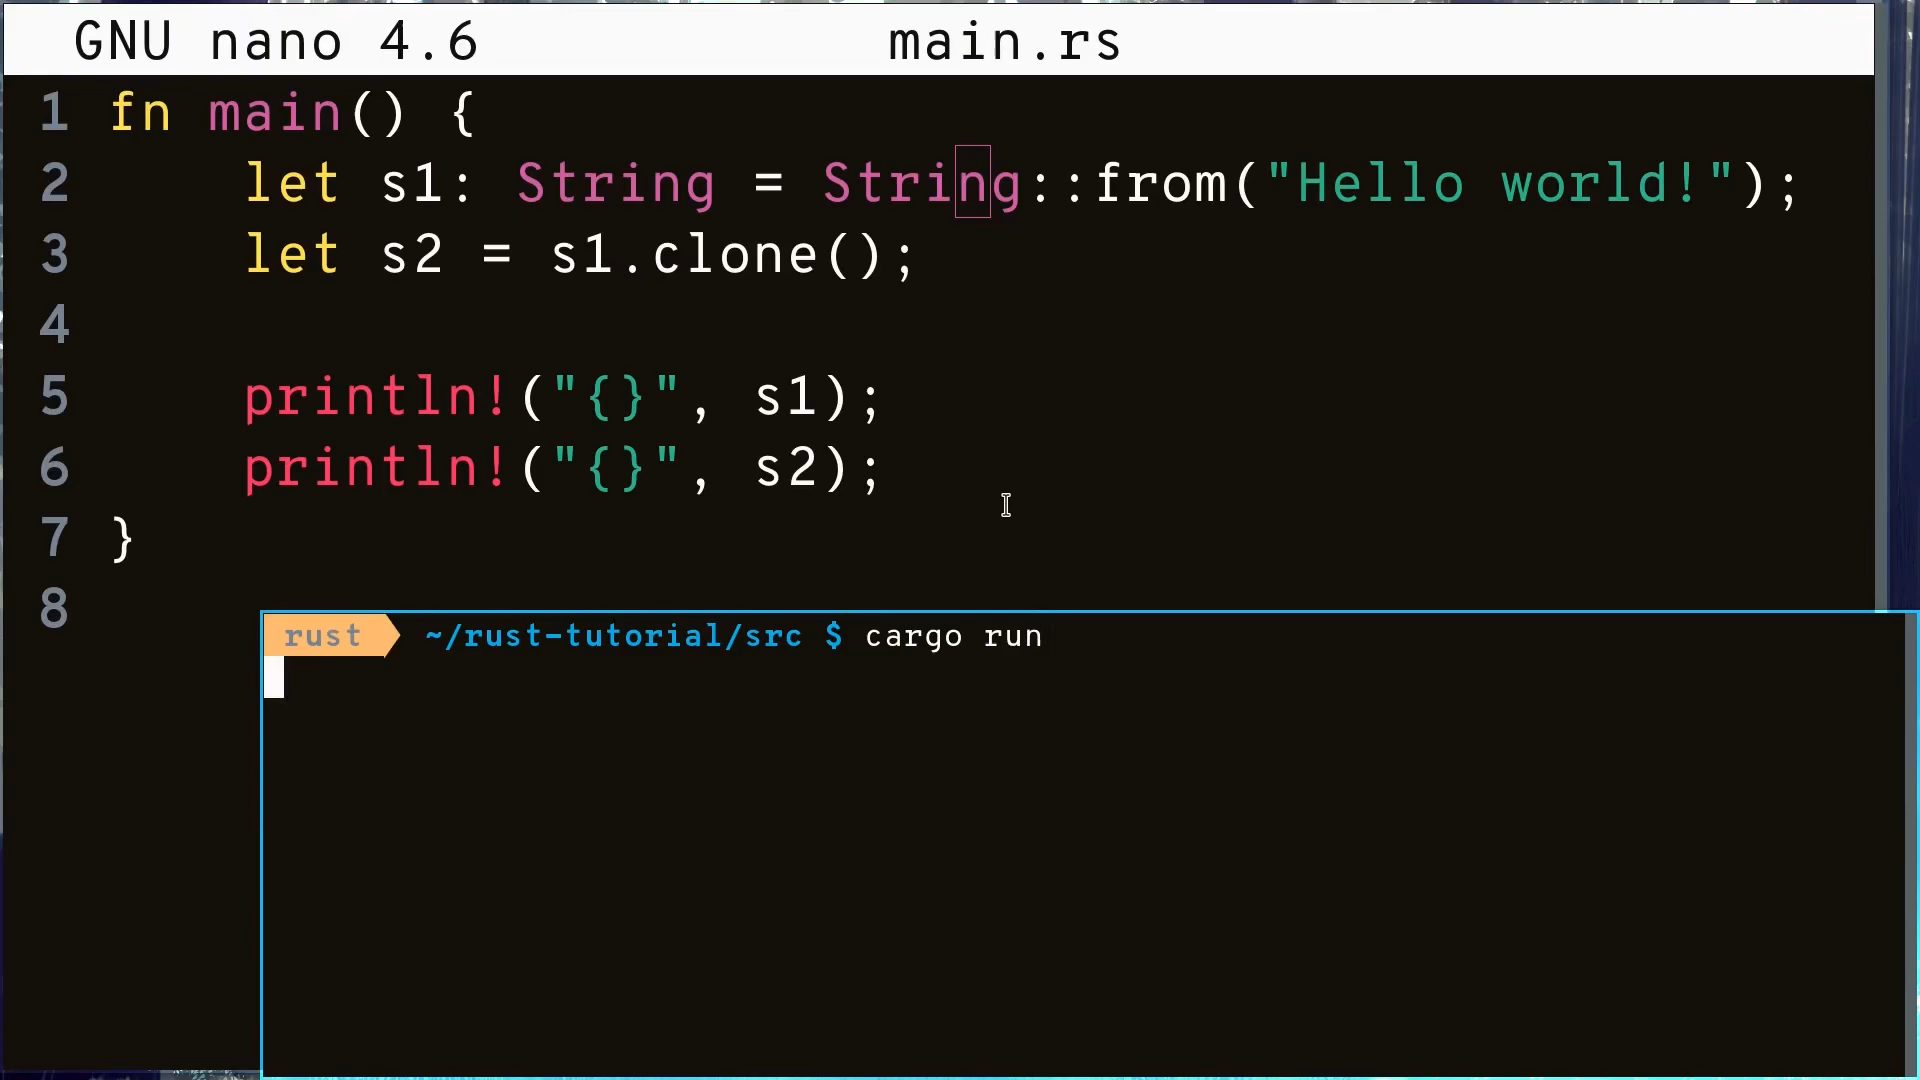 GNU nano 4.6 main.rs
1 fn main() {
2     let s1: String = String::from("Hello world!");
3     let s2 = s1.clone();
4
5     println!("{}", s1);
6     println!("{}", s2);
7 }
8
rust ~/rust-tutorial/src $ cargo run